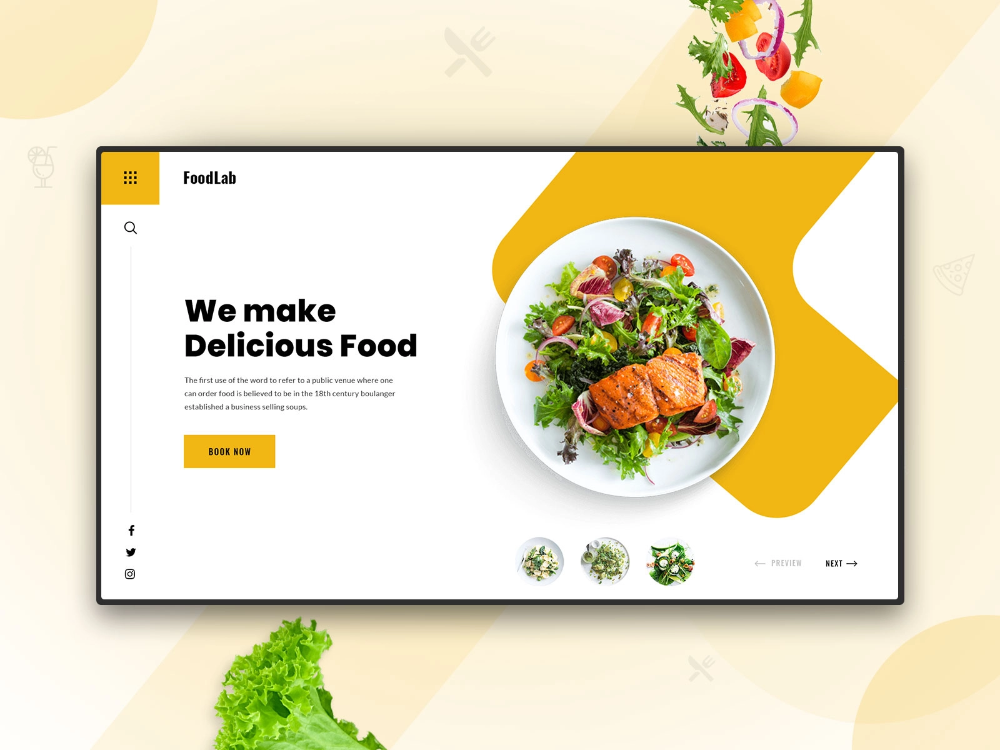 FoodLab
We make
Delicious Food
The first use of the word to refer to a public venue where one
can order food is believed to be in the 18th century boulanger
established a business selling soups.
BOOK NOW
PREVIEW
NEXT